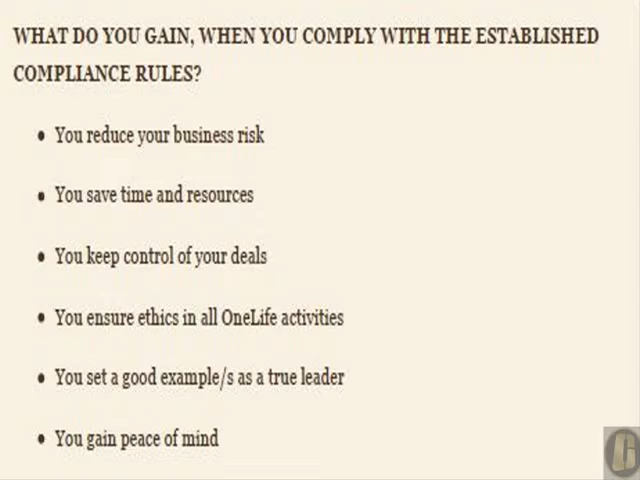 WHAT DO YOU GAIN, WHEN YOU COMPLY WITH THE ESTABLISHED
COMPLIANCE RULES?
• You reduce your business risk
• You save time and resources
• You keep control of your deals
• You ensure ethics in all OneLife activities
• You set a good example/s as a true leader
• You gain peace of mind